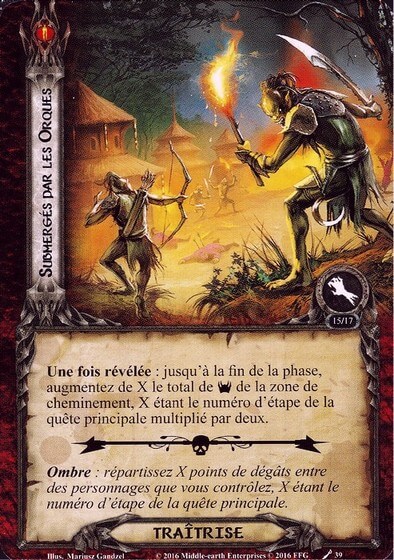 SUBMERGÉS PAR LES ORQUES
15/17
Une fois révélée : jusqu'à la fin de la phase,
augmentez de X le total de de la zone de
cheminement, X étant le numéro d'étape de la
quête principale multiplié par deux.
Ombre : répartissez X points de dégâts entre
des personnages que vous contrôlez, X étant le
numéro d'étape de la quête principale.
TRAÎTRISE
Illus. Mariusz Gandzel © 2016 Middle-earth Enterprises © 2016 FFG 39